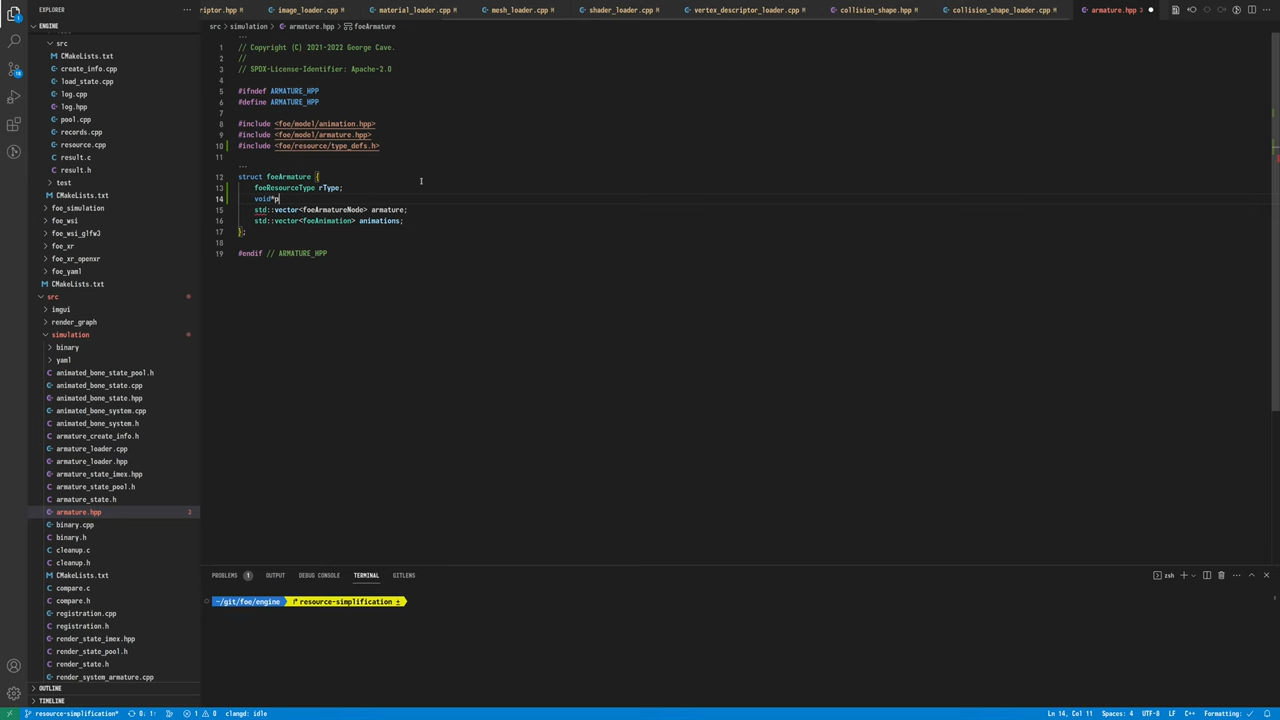 EXPLORER
riptor.hpp M
image_loader.cpp M
material_loader.cpp M
mesh_loader.cpp M
shader_loader.cpp M
vertex_descriptor_loader.cpp M
collision_shape.hpp M
collision_shape_loader.cpp M
armature.hpp 3
ENGINE
src
CMakeLists.txt
create_info.cpp
load_state.cpp
log.cpp
log.hpp
pool.cpp
records.cpp
resource.cpp
result.c
result.h
test
CMakeLists.txt
foe_simulation
foe_wsi
foe_wsi_glfw3
foe_xr
foe_xr_openxr
foe_yaml
CMakeLists.txt
src
imgui
render_graph
simulation
binary
yaml
animated_bone_state_pool.h
animated_bone_state.cpp
animated_bone_state.hpp
animated_bone_system.cpp
animated_bone_system.h
armature_create_info.h
armature_loader.cpp
armature_loader.hpp
armature_state_imex.hpp
armature_state_pool.h
armature_state.h
armature.hpp 3
binary.cpp
binary.h
cleanup.c
cleanup.h
CMakeLists.txt
compare.c
compare.h
registration.cpp
registration.h
render_state_imex.hpp
render_state_pool.h
render_state.h
render_system_armature.cpp
OUTLINE
TIMELINE
src > simulation > armature.hpp > foeArmature
1 // Copyright (C) 2021-2022 George Cave.
2 //
3 // SPDX-License-Identifier: Apache-2.0
4
5 #ifndef ARMATURE_HPP
6 #define ARMATURE_HPP
7
8 #include <foe/model/animation.hpp>
9 #include <foe/model/armature.hpp>
10 #include <foe/resource/type_defs.h>
11
12 struct foeArmature {
13 foeResourceType rType;
14 void*p
15 std::vector<foeArmatureNode> armature;
16 std::vector<foeAnimation> animations;
17 };
18
19 #endif // ARMATURE_HPP
PROBLEMS 1 OUTPUT DEBUG CONSOLE TERMINAL GITLENS
zsh
~/git/foe/engine resource-simplification ±
resource-simplification* 0↓ 1↑ 1 0 clangd: idle
Ln 14, Col 11 Spaces: 4 UTF-8 LF C++ Formatting: ✓